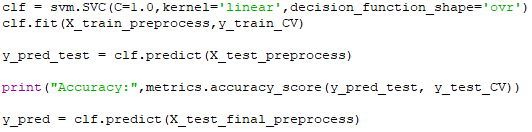 clf = svm.SVC(C=1.0,kernel='linear',decision_function_shape='ovr')
clf.fit(X_train_preprocess,y_train_CV)
y_pred_test = clf.predict(X_test_preprocess)
print("Accuracy:",metrics.accuracy_score(y_pred_test, y_test_CV))
y_pred = clf.predict(X_test_final_preprocess)